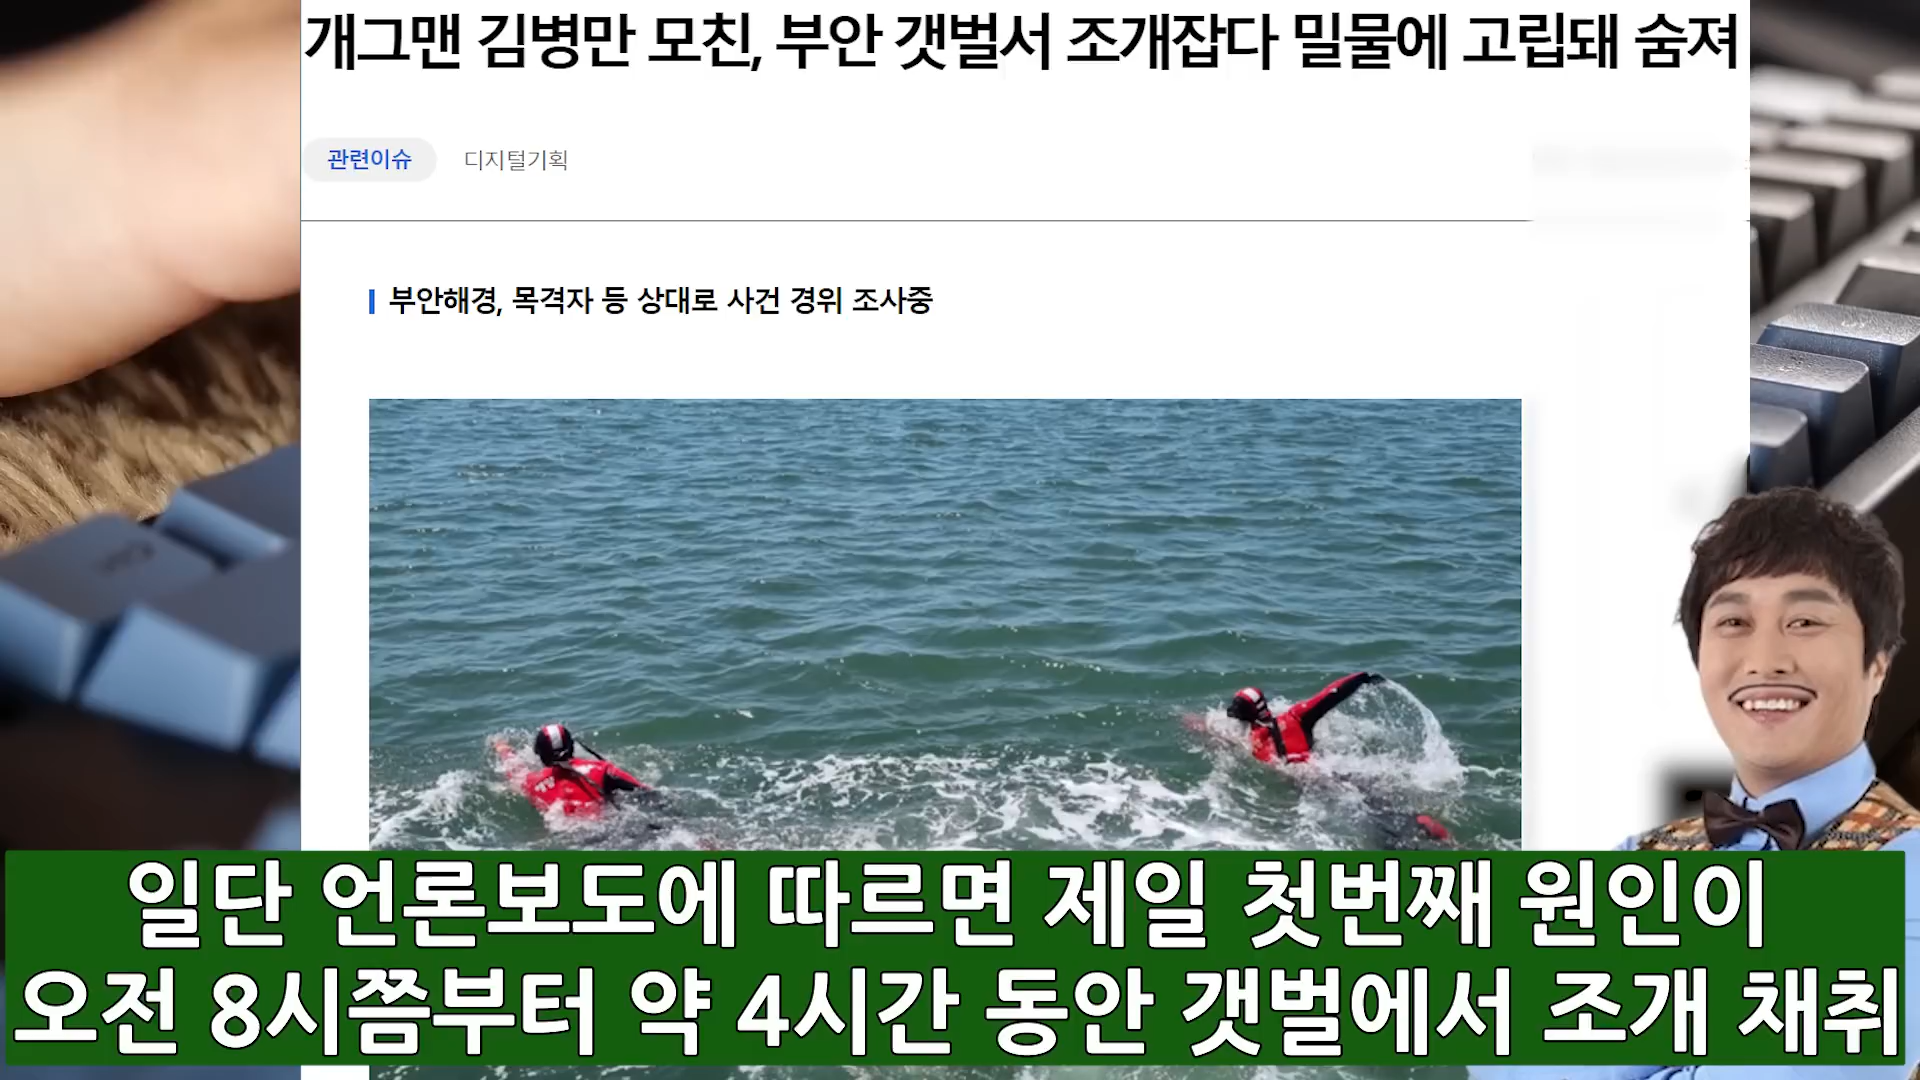 개그맨 김병만 모친, 부안 갯벌서 조개잡다 밀물에 고립돼 숨져
관련이슈 디지털기획
부안해경, 목격자 등 상대로 사건 경위 조사중
일단 언론보도에 따르면 제일 첫번째 원인이
오전 8시쯤부터 약 4시간 동안 갯벌에서 조개 채취